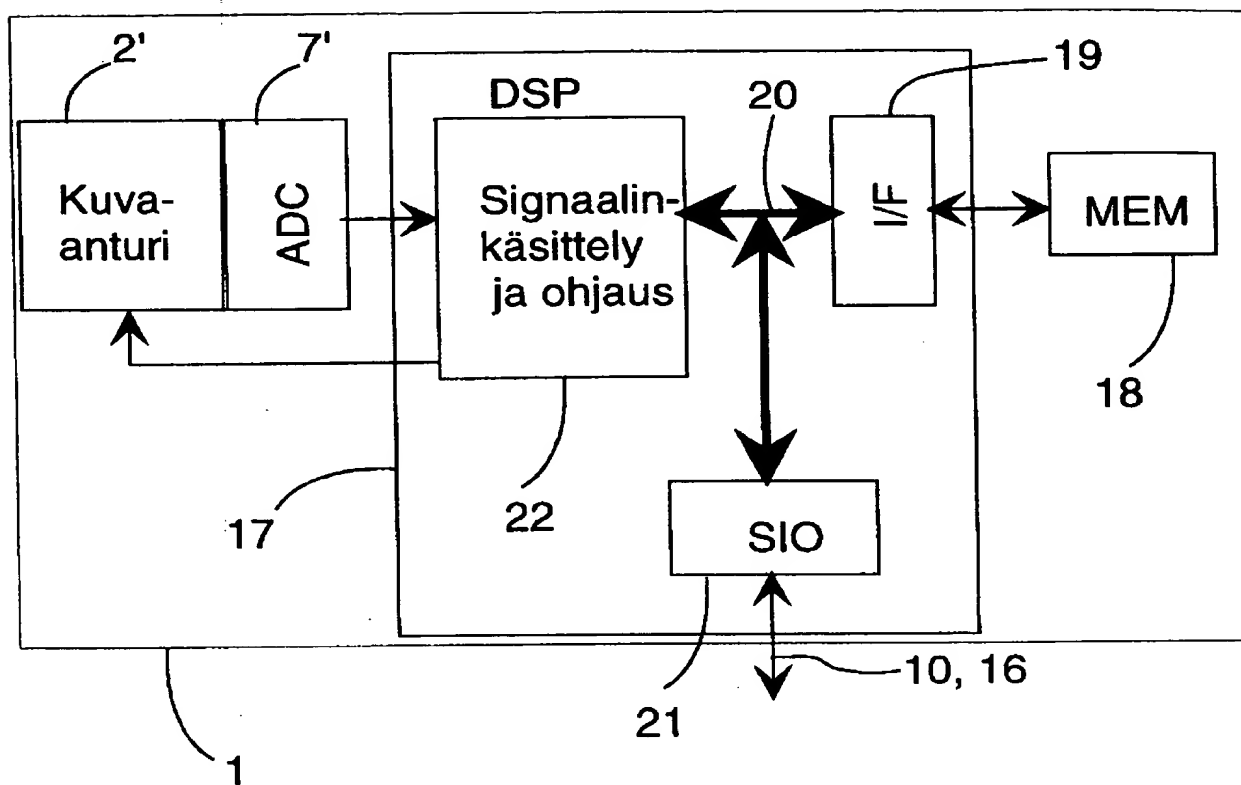 2'
7'
19
DSP
20
Kuva-
anturi
ADC
Signaalin-
käsittely
ja ohjaus
I/F
MEM
18
17
22
SIO
10, 16
21
1